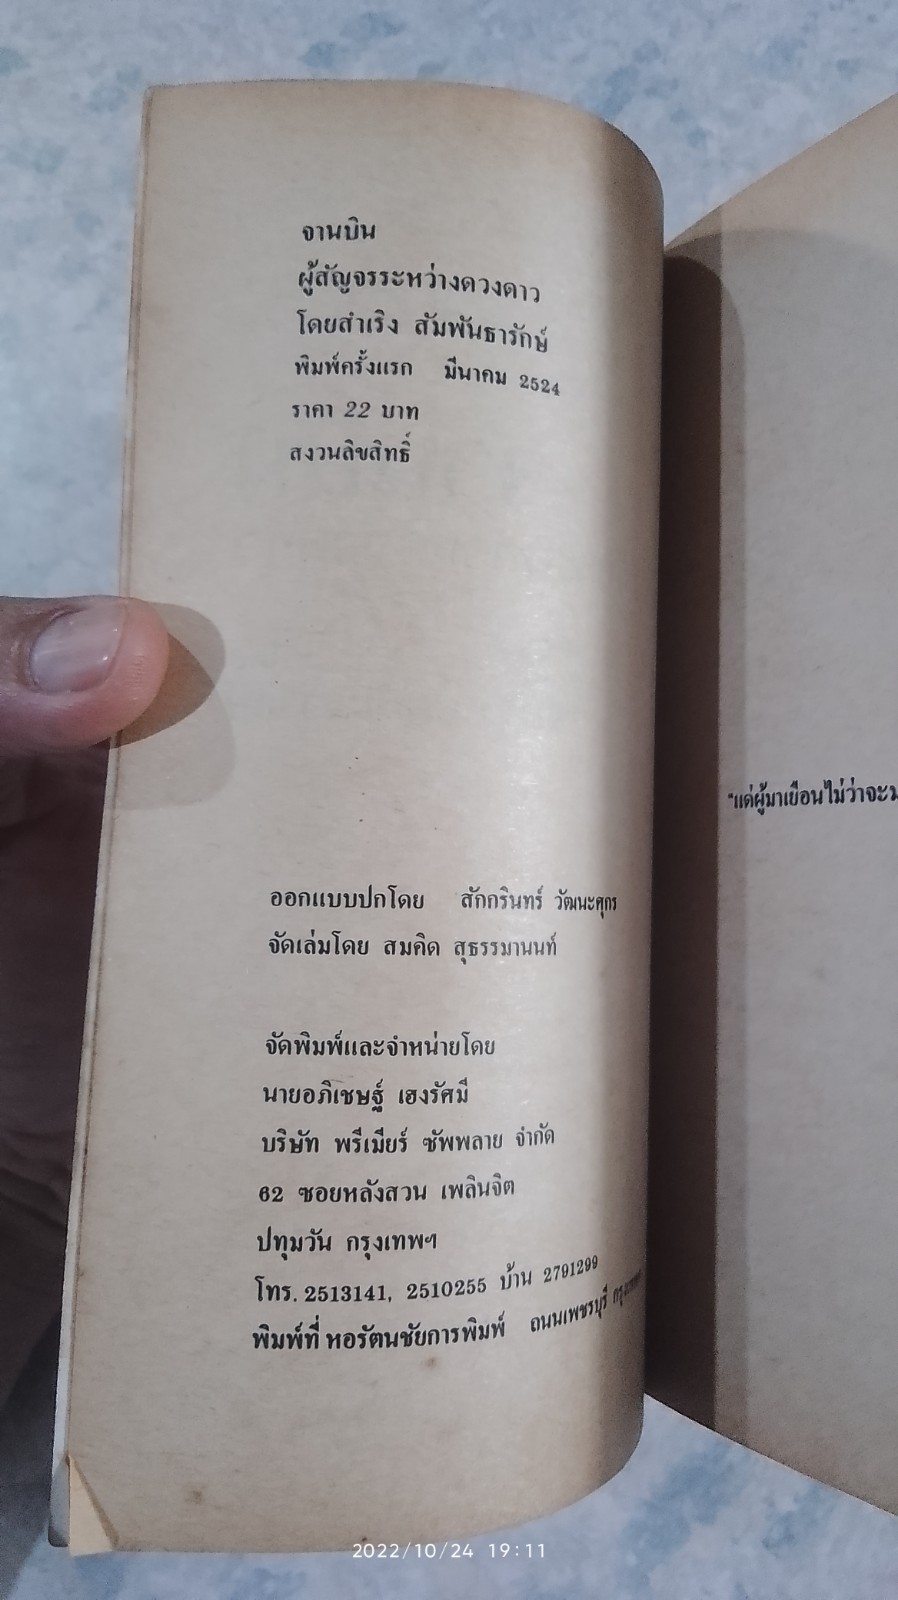 จานบิน
ผู้สัญจรระหว่างดวงดาว
โดยสำเริง สัมพันธารักษ์
พิมพ์ครั้งแรก มีนาคม 2524
ราคา 22 บาท
สงวนลิขสิทธิ์
"แด่ผู้มาเยือนไม่ว่าจะ
ออกแบบปกโดย สักกรินทร์ วัฒนะศุกร
จัดเล่มโดย สมคิด สุธรรมานนท์
จัดพิมพ์และจำหน่ายโดย
นายอภิเชษฐ์ เฮงรัศมี
บริษัท พรีเมียร์ ซัพพลาย จำกัด
62 ซอยหลังสวน เพลินจิต
ปทุมวัน กรุงเทพฯ
โทร. 2513141, 2510255 บ้าน 2791299
พิมพ์ที่ หอรัตนชัยการพิมพ์ ถนนเพชรบุรี
2022/10/24 19:11